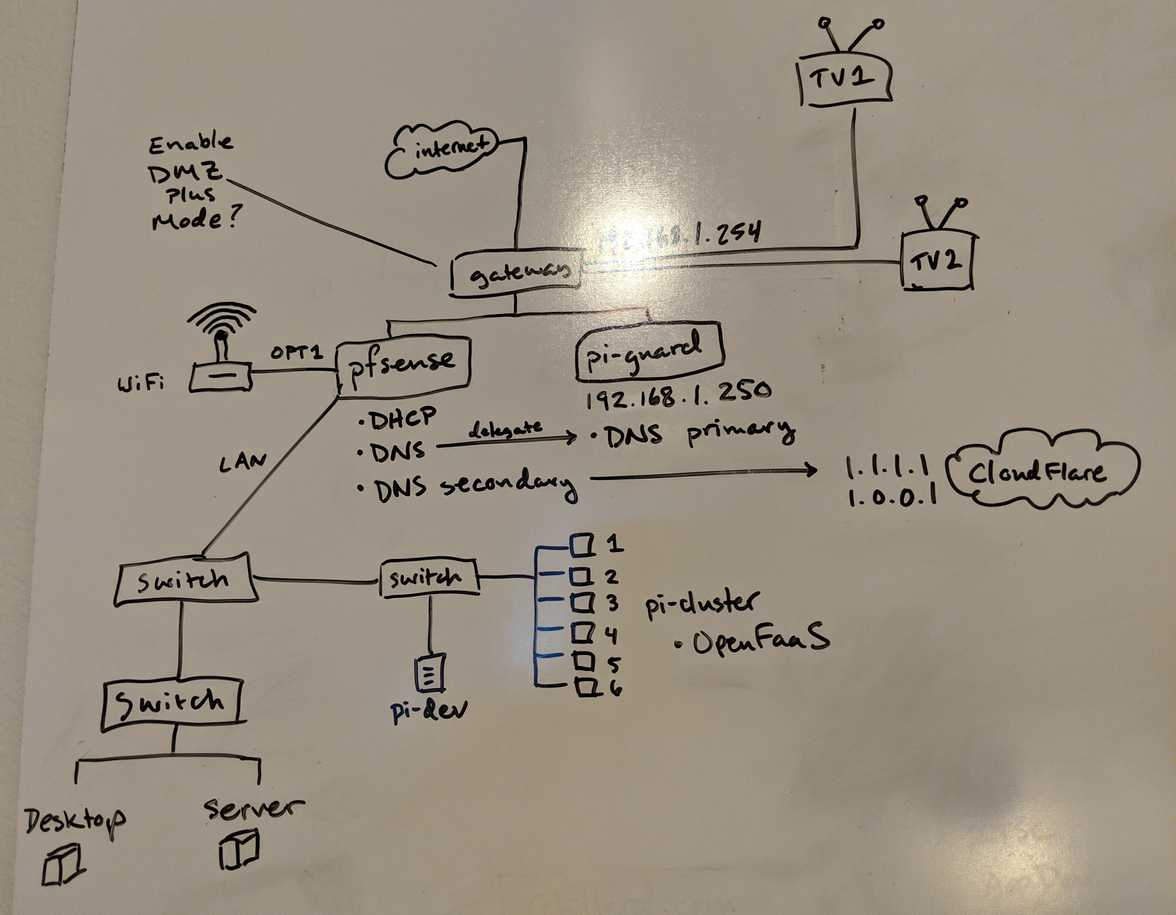 TV1
Enable
DMZ
Plus
Mode?
internet
192.168.1.254
gateway
TV2
WiFi
OPT1
pfsense
pi-guard
192.168.1.250
• DHCP
• DNS
delegate
• DNS primary
• DNS secondary
1.1.1.1
1.0.0.1
CloudFlare
LAN
Switch
switch
1
2
3
4
5
6
pi-cluster
• OpenFaaS
pi-dev
Switch
Desktop
Server